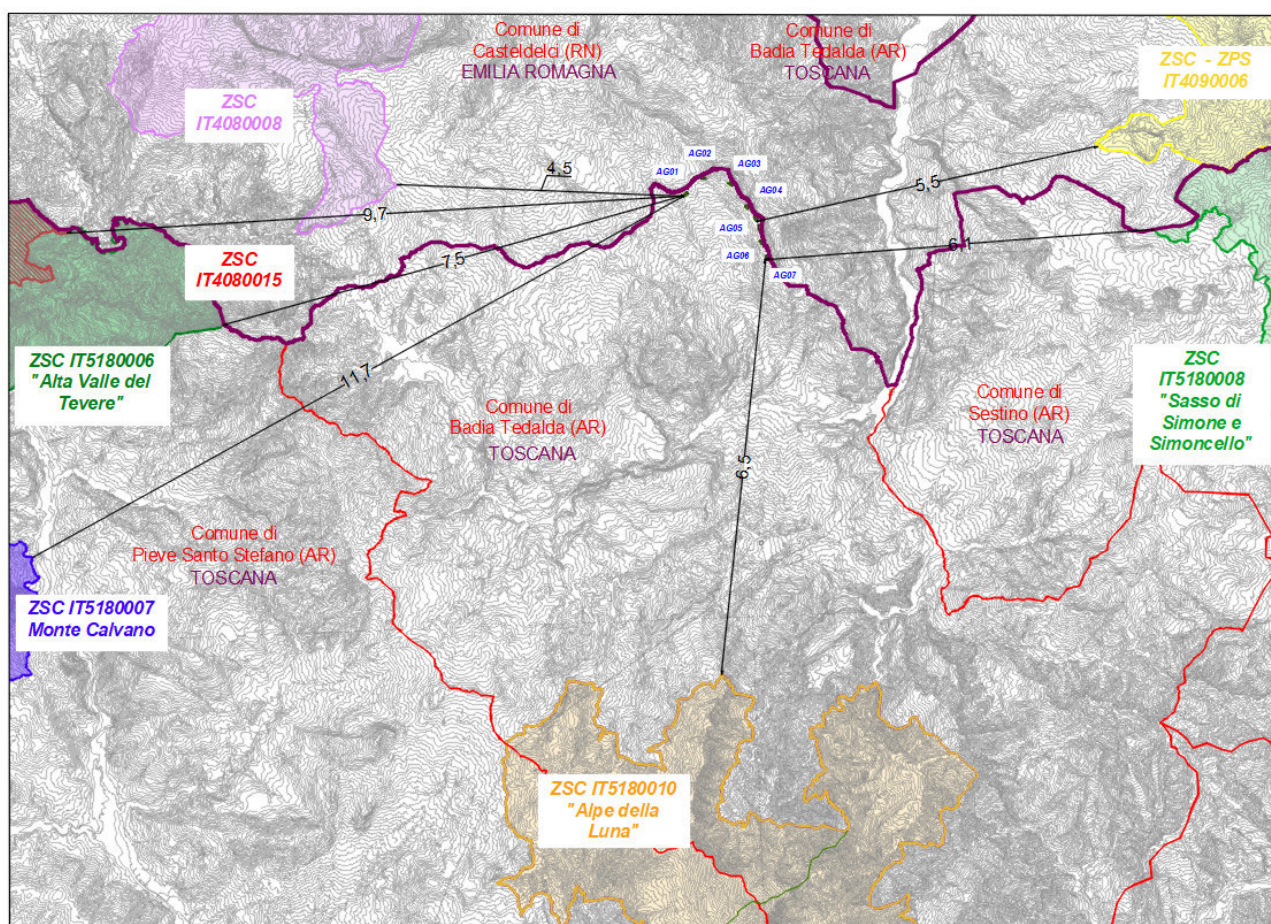 Comune di
Casteldelci (RN)
EMILIA ROMAGNA
Comune di
Badia Tedalda (AR)
TOSCANA
ZSC - ZPS
IT4090006
ZSC
IT4080008
AG01
AG02
AG03
AG04
AG05
AG06
AG07
4,5
5,5
9,7
6,1
7,5
11,7
6,5
ZSC
IT4080015
ZSC IT5180006
"Alta Valle del
Tevere"
Comune di
Badia Tedalda (AR)
TOSCANA
Comune di
Sestino (AR)
TOSCANA
ZSC
IT5180008
"Sasso di
Simone e
Simoncello"
Comune di
Pieve Santo Stefano (AR)
TOSCANA
ZSC IT5180007
Monte Calvano
ZSC IT5180010
"Alpe della
Luna"